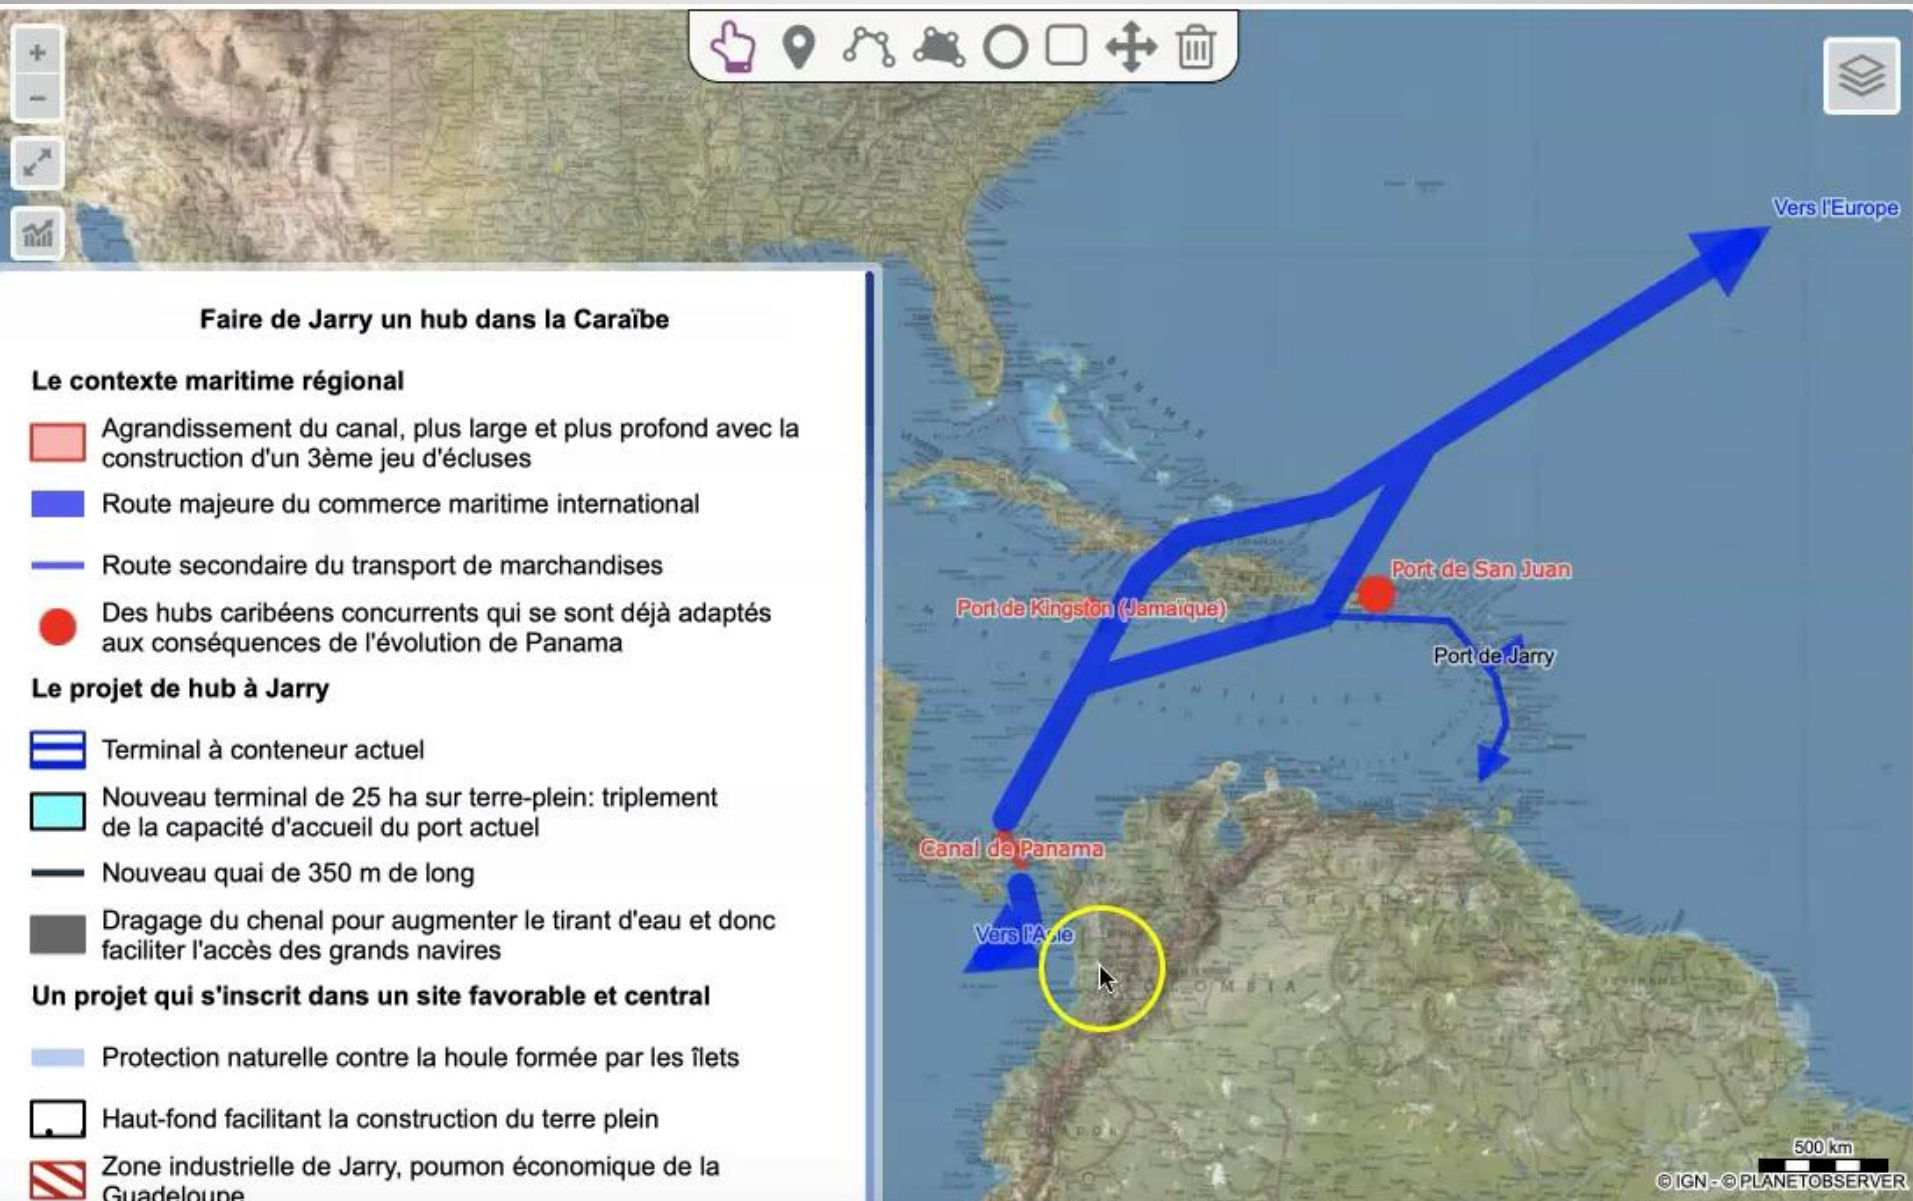 Faire de Jarry un hub dans la Caraïbe
Le contexte maritime régional
Agrandissement du canal, plus large et plus profond avec la
construction d'un 3ème jeu d'écluses
Route majeure du commerce maritime international
Route secondaire du transport de marchandises
Des hubs caribéens concurrents qui se sont déjà adaptés
aux conséquences de l'évolution de Panama
Le projet de hub à Jarry
Terminal à conteneur actuel
Nouveau terminal de 25 ha sur terre-plein: triplement
de la capacité d'accueil du port actuel
Nouveau quai de 350 m de long
Dragage du chenal pour augmenter le tirant d'eau et donc
faciliter l'accès des grands navires
Un projet qui s'inscrit dans un site favorable et central
Protection naturelle contre la houle formée par les îlets
Haut-fond facilitant la construction du terre plein
Zone industrielle de Jarry, poumon économique de la
Guadeloupe
Vers l'Europe
BAHAMAS
Port de San Juan
Port de Kingston (Jamaïque)
Port de Jarry
Canal de Panama
VENEZUELA
Vers l'Asie
COLOMBIA
500 km
© IGN - © PLANETOBSERVER